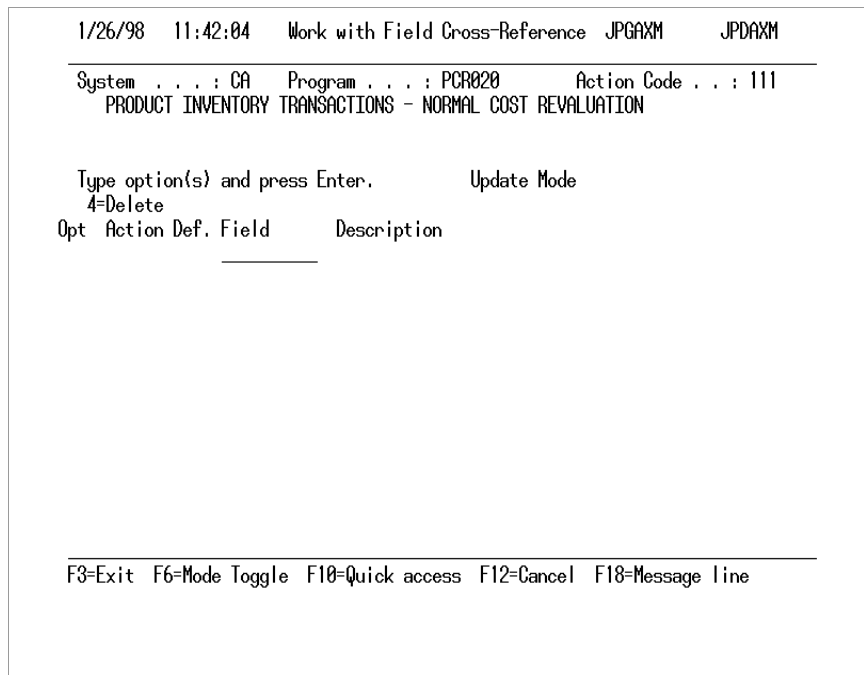 1/26/98 11:42:04 Work with Field Cross-Reference JPGAXM JPDAXM
System . . . : CA Program . . . : PCR020 Action Code . . : 111
PRODUCT INVENTORY TRANSACTIONS - NORMAL COST REVALUATION
Type option(s) and press Enter. Update Mode
4=Delete
Opt Action Def. Field Description
F3=Exit F6=Mode Toggle F10=Quick access F12=Cancel F18=Message line